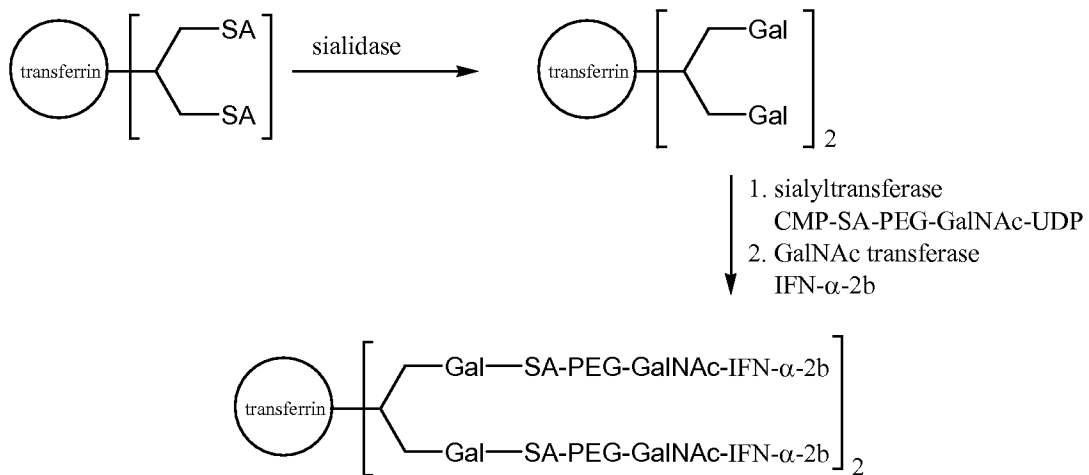 SA
transferrin
SA
sialidase
Gal
transferrin
Gal
2
1. sialyltransferase
CMP-SA-PEG-GalNAc-UDP
2. GalNAc transferase
IFN-α-2b
Gal—SA-PEG-GalNAc-IFN-α-2b
transferrin
Gal—SA-PEG-GalNAc-IFN-α-2b
2